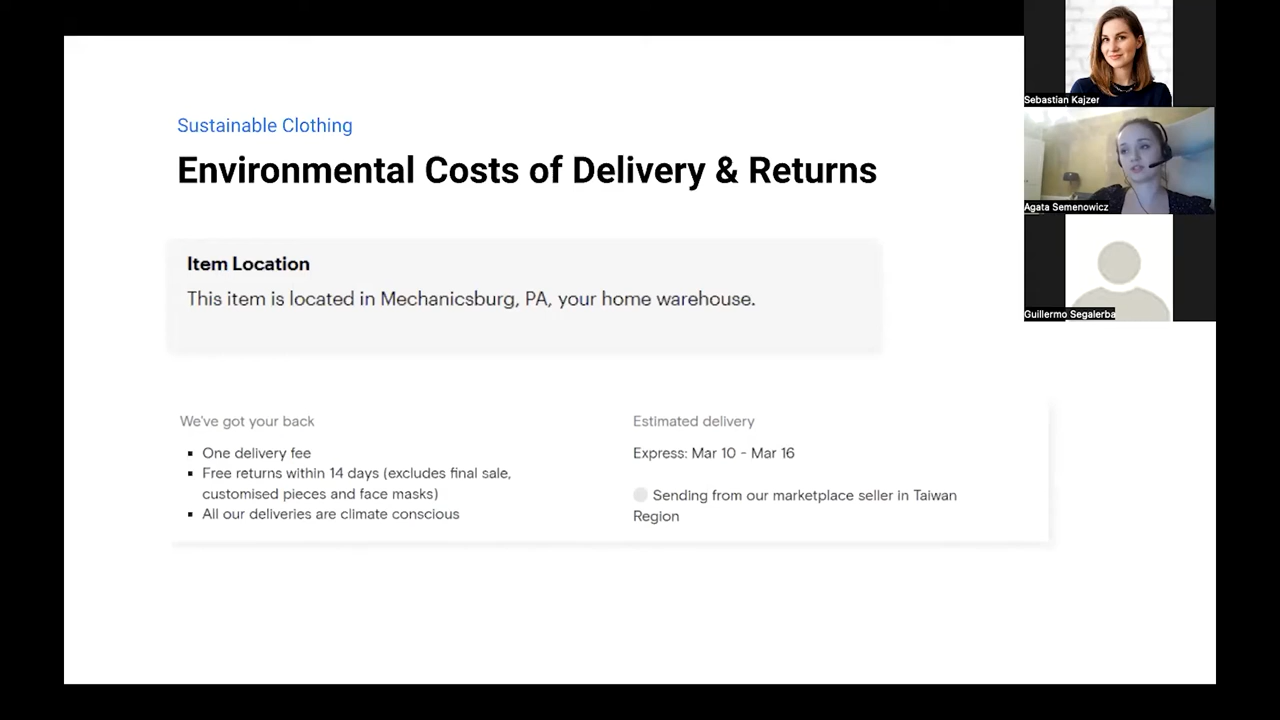 Sustainable Clothing
Environmental Costs of Delivery & Returns
Item Location
This item is located in Mechanicsburg, PA, your home warehouse.
We've got your back
▪ One delivery fee
▪ Free returns within 14 days (excludes final sale,
customised pieces and face masks)
▪ All our deliveries are climate conscious
Estimated delivery
Express: Mar 10 - Mar 16
Sending from our marketplace seller in Taiwan
Region
Sebastian Kajzer
Agata Semenowicz
Guillermo Segalerba